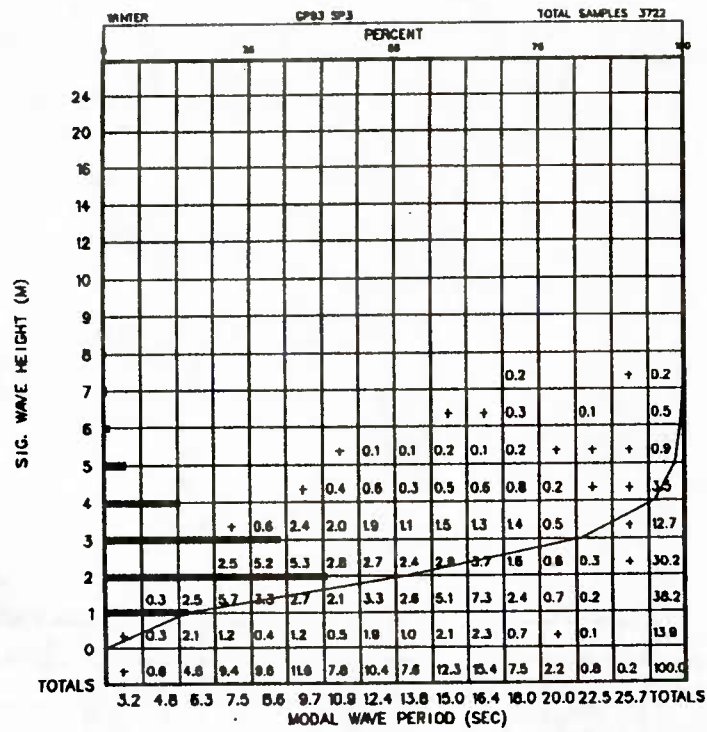 WINTER GP83 SP3 TOTAL SAMPLES 3722
PERCENT
0 25 50 75 100
24
20
16
14
12
10
9
8
0.2 + 0.2
7
+ + 0.3 0.1 0.5
6
+ 0.1 0.1 0.2 0.1 0.2 + + + 0.9
5
+ 0.4 0.6 0.3 0.5 0.6 0.8 0.2 + + 3.5
4
+ 0.6 2.4 2.0 1.9 1.1 1.5 1.3 1.4 0.5 + 12.7
3
2.5 5.2 5.3 2.8 2.7 2.4 2.8 3.7 1.6 0.6 0.3 + 30.2
2
0.3 2.5 5.7 3.3 2.7 2.1 3.3 2.6 5.1 7.3 2.4 0.7 0.2 38.2
1
+ 0.3 2.1 1.2 0.4 1.2 0.5 1.9 1.0 2.1 2.3 0.7 + 0.1 13.9
0
+ 0.6 4.6 9.4 9.6 11.6 7.8 10.4 7.6 12.3 15.4 7.5 2.2 0.8 0.2 100.0
TOTALS
3.2 4.8 6.3 7.5 8.6 9.7 10.9 12.4 13.8 15.0 16.4 18.0 20.0 22.5 25.7 TOTALS
MODAL WAVE PERIOD (SEC)
SIG. WAVE HEIGHT (M)